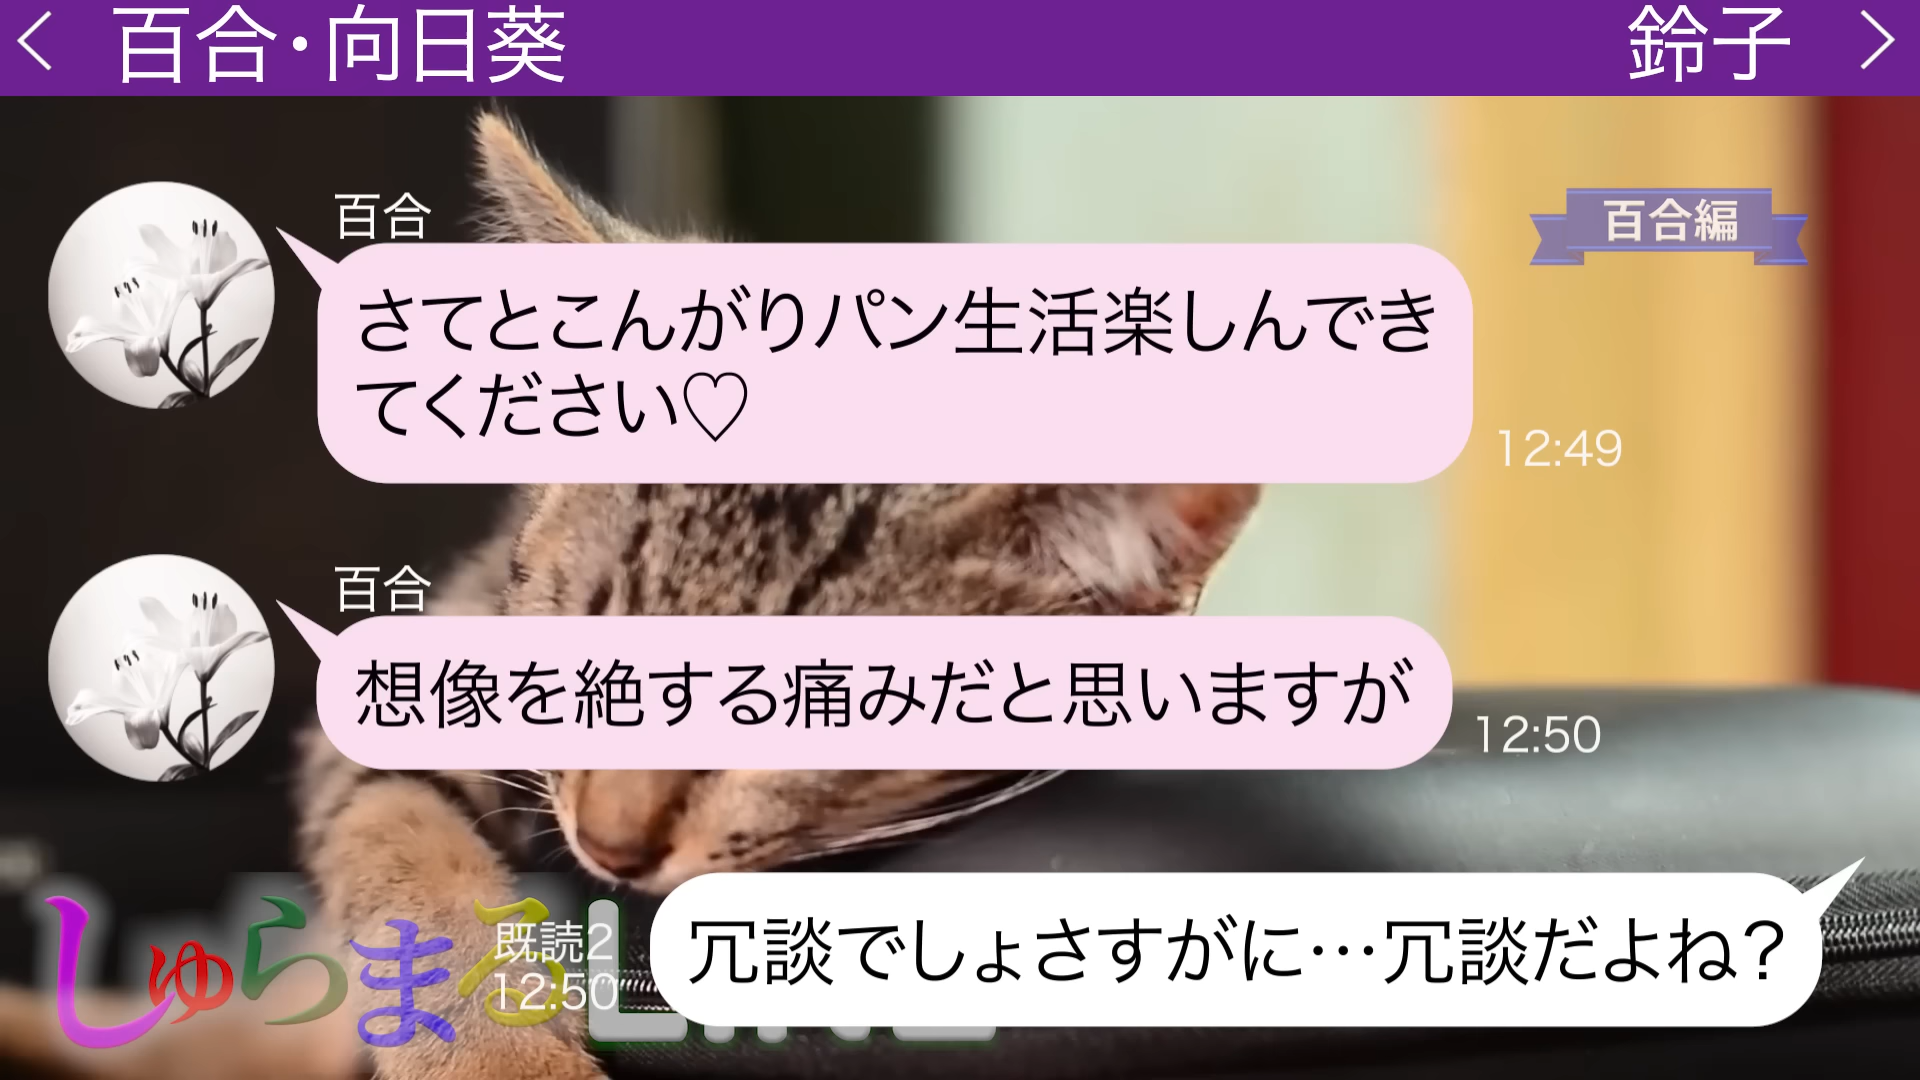 百合・向日葵
鈴子
百合編
百合
さてとこんがりパン生活楽しんでき
てください♡
12:49
百合
想像を絶する痛みだと思いますが
12:50
冗談でしょさすがに…冗談だよね？
既読2
12:50
しゅらまるLINE